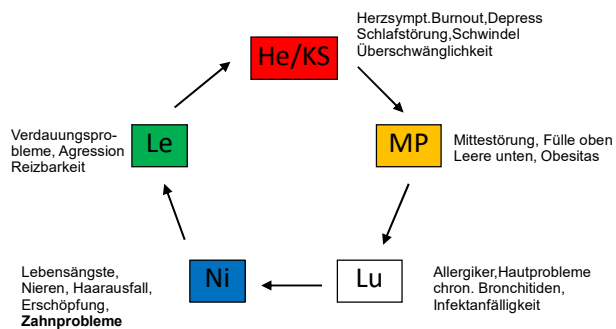 Herzsympt.Burnout,Depress
Schlafstörung,Schwindel
Überschwänglichkeit
He/KS
Verdauungspro-
bleme, Agression
Reizbarkeit
Le
MP
Mittestörung, Fülle oben
Leere unten, Obesitas
Lebensängste,
Nieren, Haarausfall,
Erschöpfung,
Zahnprobleme
Ni
Lu
Allergiker,Hautprobleme
chron. Bronchitiden,
Infektanfälligkeit